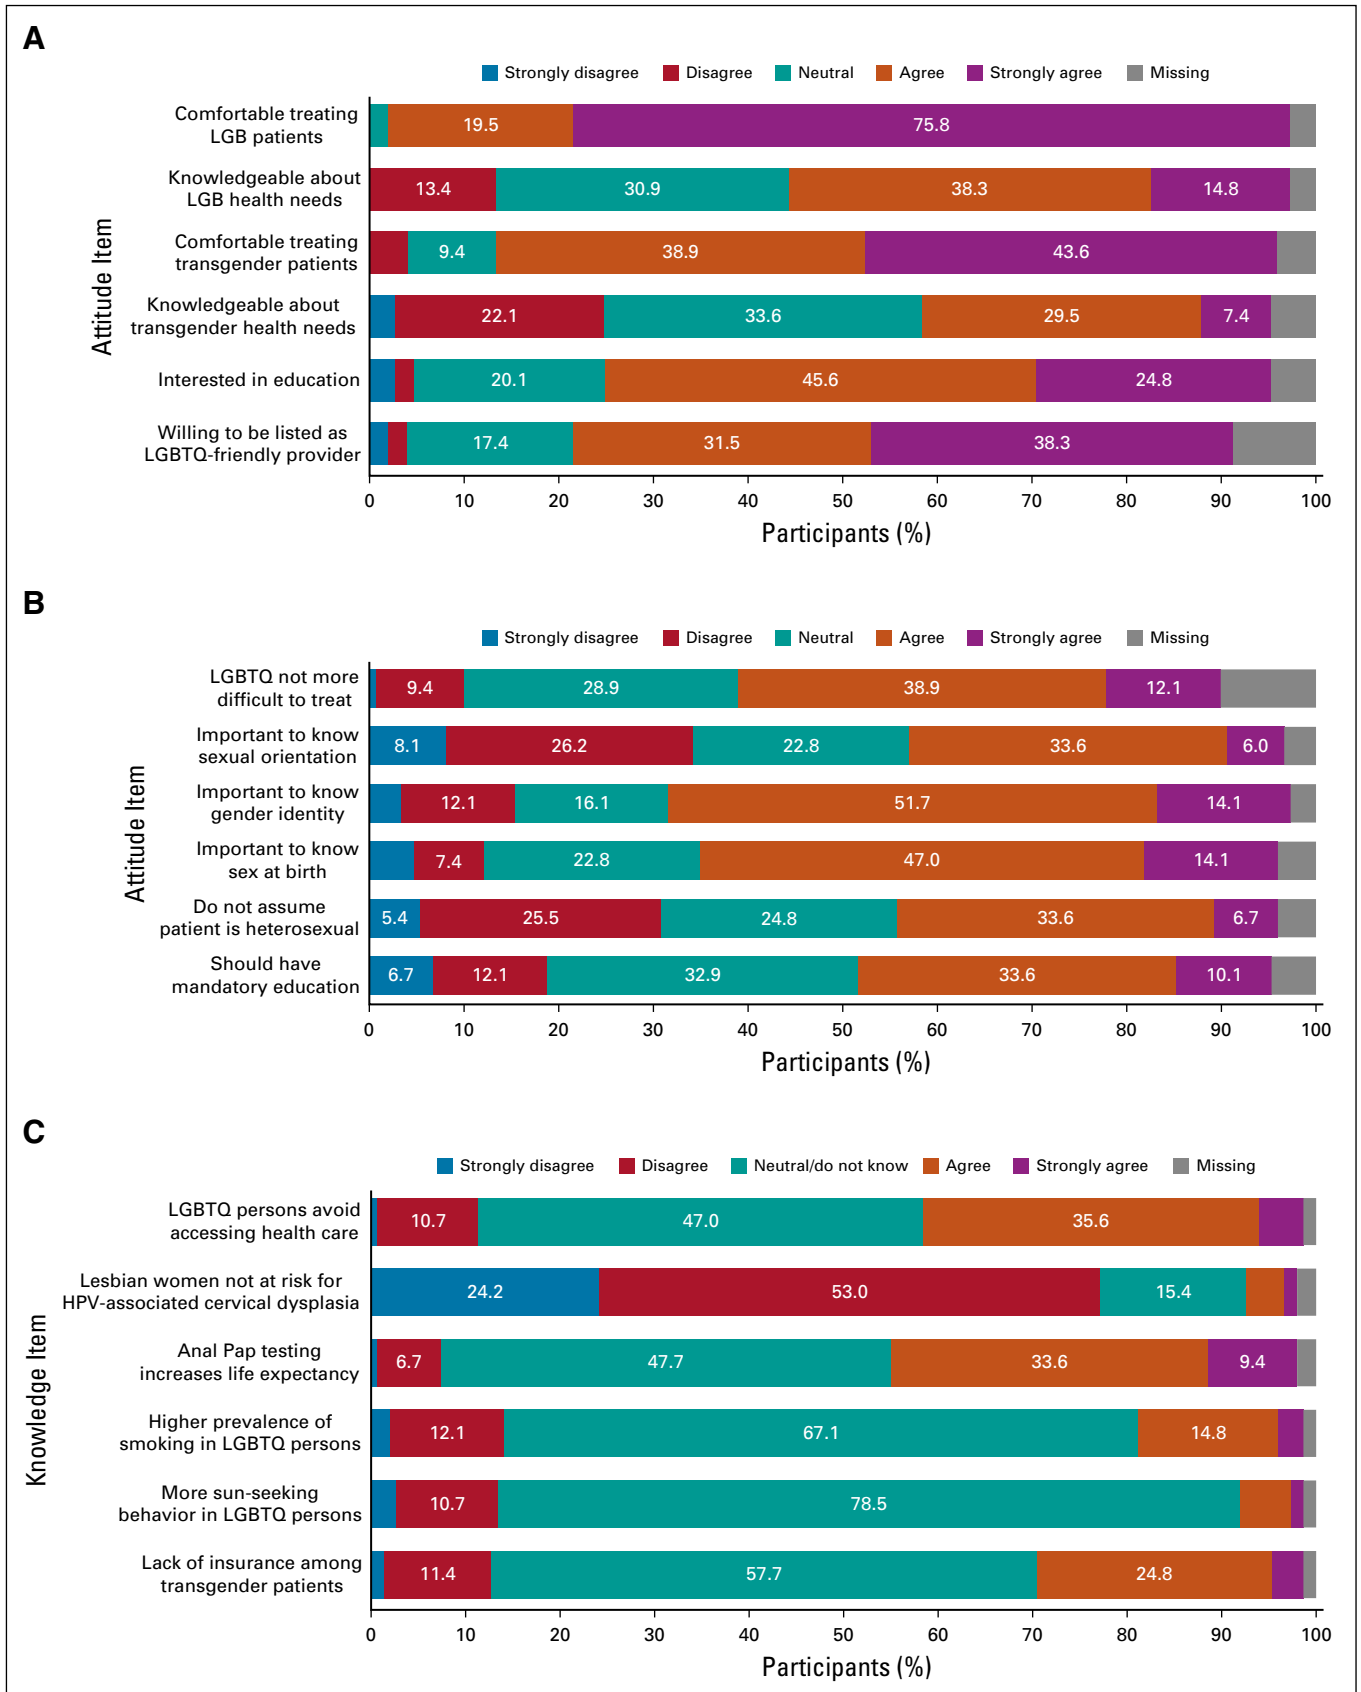 A
Strongly disagree Disagree Neutral Agree Strongly agree Missing
Attitude Item
Comfortable treating
LGB patients
19.5 75.8
Knowledgeable about
LGB health needs
13.4 30.9 38.3 14.8
Comfortable treating
transgender patients
9.4 38.9 43.6
Knowledgeable about
transgender health needs
22.1 33.6 29.5 7.4
Interested in education
20.1 45.6 24.8
Willing to be listed as
LGBTQ-friendly provider
17.4 31.5 38.3
0 10 20 30 40 50 60 70 80 90 100
Participants (%)
B
Strongly disagree Disagree Neutral Agree Strongly agree Missing
Attitude Item
LGBTQ not more
difficult to treat
9.4 28.9 38.9 12.1
Important to know
sexual orientation
8.1 26.2 22.8 33.6 6.0
Important to know
gender identity
12.1 16.1 51.7 14.1
Important to know
sex at birth
7.4 22.8 47.0 14.1
Do not assume
patient is heterosexual
5.4 25.5 24.8 33.6 6.7
Should have
mandatory education
6.7 12.1 32.9 33.6 10.1
0 10 20 30 40 50 60 70 80 90 100
Participants (%)
C
Strongly disagree Disagree Neutral/do not know Agree Strongly agree Missing
Knowledge Item
LGBTQ persons avoid
accessing health care
10.7 47.0 35.6
Lesbian women not at risk for
HPV-associated cervical dysplasia
24.2 53.0 15.4
Anal Pap testing
increases life expectancy
6.7 47.7 33.6 9.4
Higher prevalence of
smoking in LGBTQ persons
12.1 67.1 14.8
More sun-seeking
behavior in LGBTQ persons
10.7 78.5
Lack of insurance among
transgender patients
11.4 57.7 24.8
0 10 20 30 40 50 60 70 80 90 100
Participants (%)